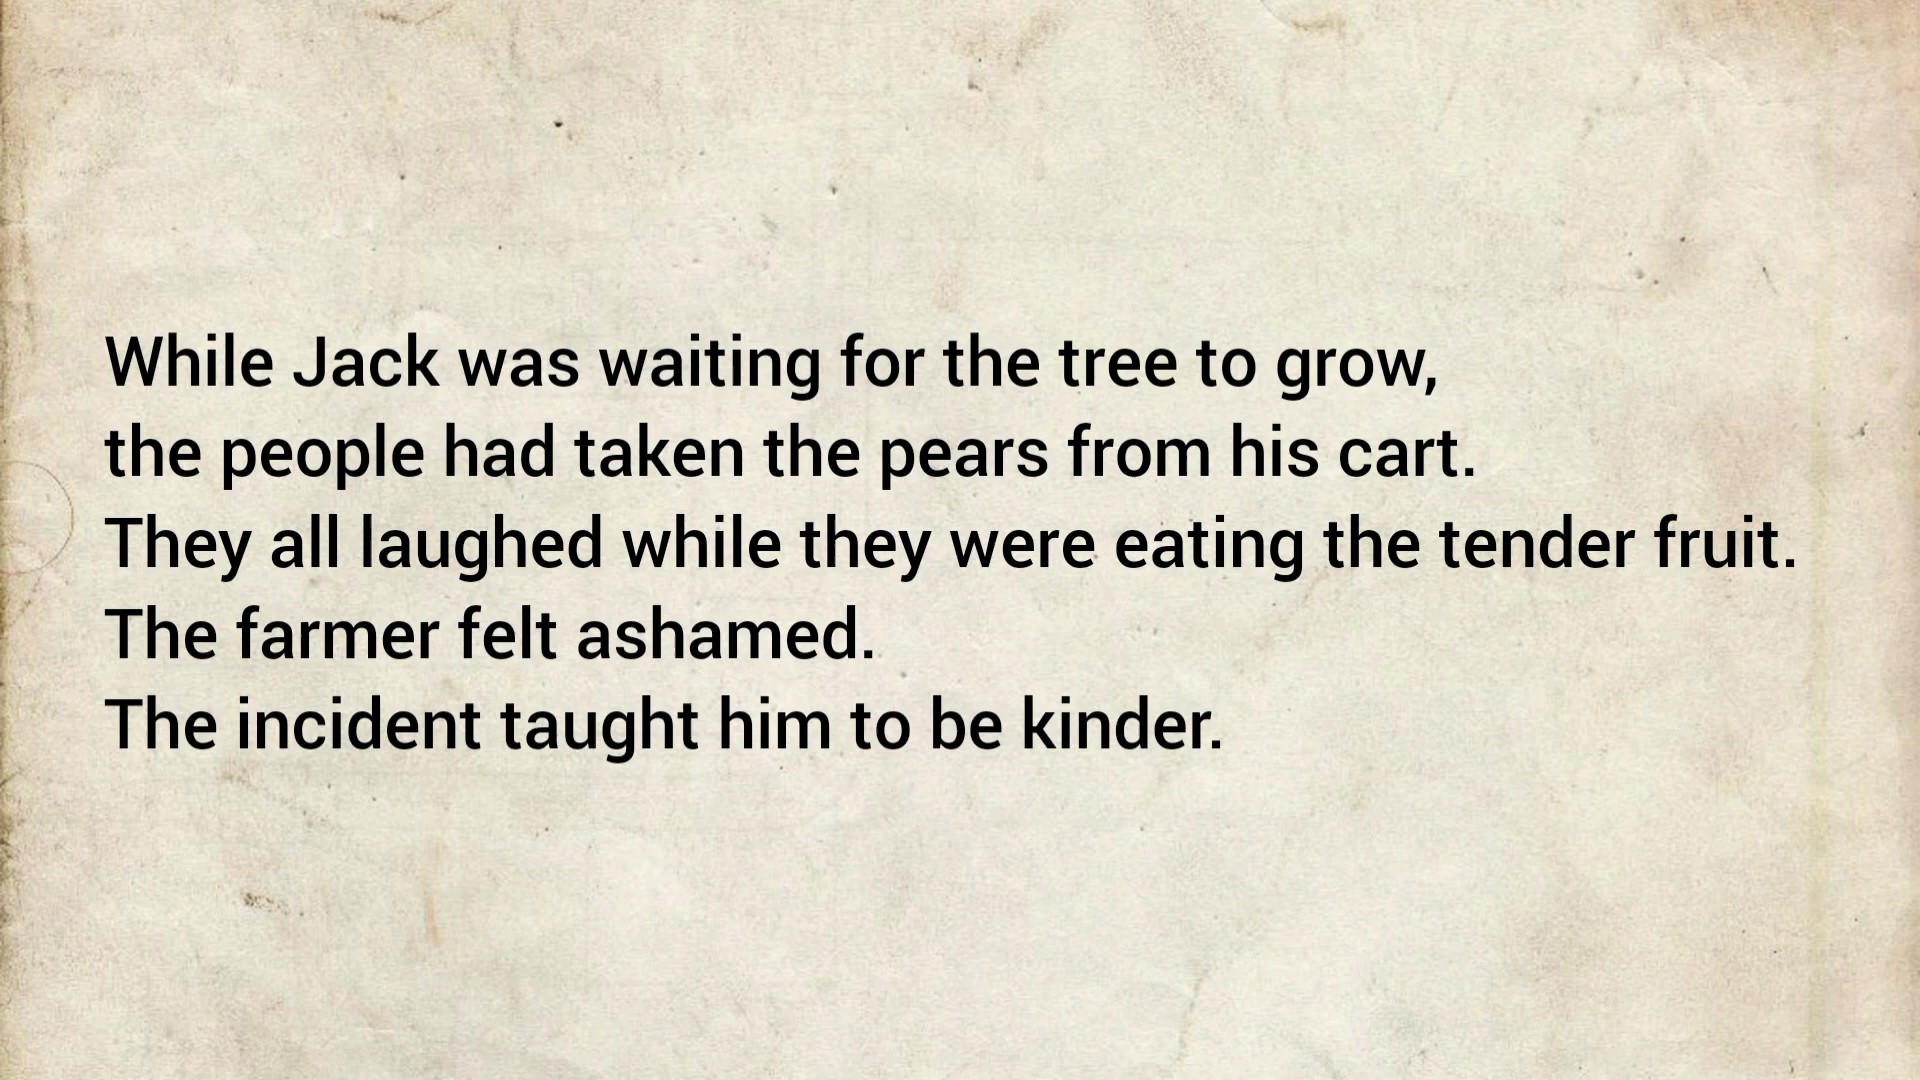 While Jack was waiting for the tree to grow,
the people had taken the pears from his cart.
They all laughed while they were eating the tender fruit.
The farmer felt ashamed.
The incident taught him to be kinder.